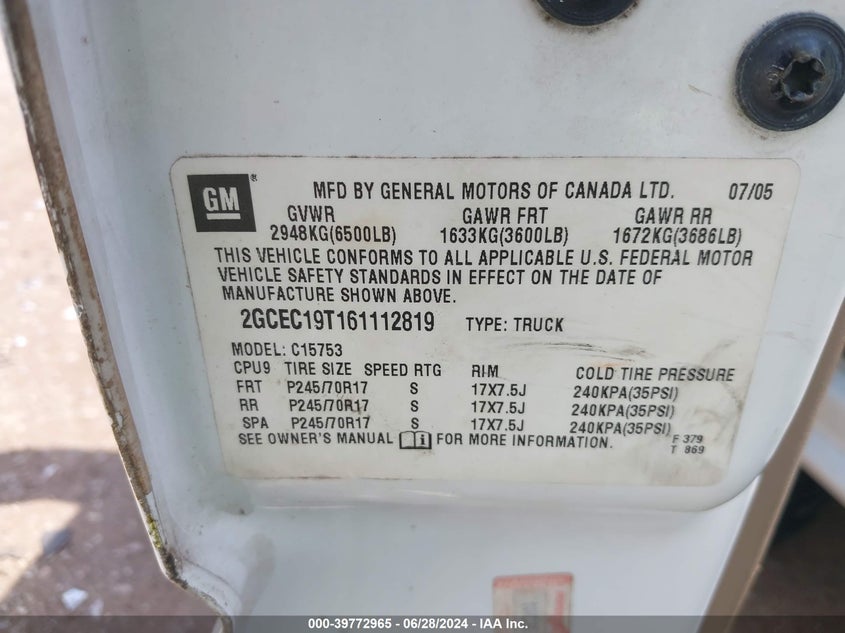 GM ® MFD BY GENERAL MOTORS OF CANADA LTD. 07/05
GVWR GAWR FRT GAWR RR
2948KG(6500LB) 1633KG(3600LB) 1672KG(3686LB)
THIS VEHICLE CONFORMS TO ALL APPLICABLE U.S. FEDERAL MOTOR
VEHICLE SAFETY STANDARDS IN EFFECT ON THE DATE OF
MANUFACTURE SHOWN ABOVE.
2GCEC19T161112819 TYPE: TRUCK
MODEL: C15753
CPU9 TIRE SIZE SPEED RTG RIM COLD TIRE PRESSURE
FRT P245/70R17 S 17X7.5J 240KPA(35PSI)
RR P245/70R17 S 17X7.5J 240KPA(35PSI)
SPA P245/70R17 S 17X7.5J 240KPA(35PSI)
SEE OWNER'S MANUAL FOR MORE INFORMATION. F 379
T 869
000-39772965 / 06/28/2024 - IAA Inc.